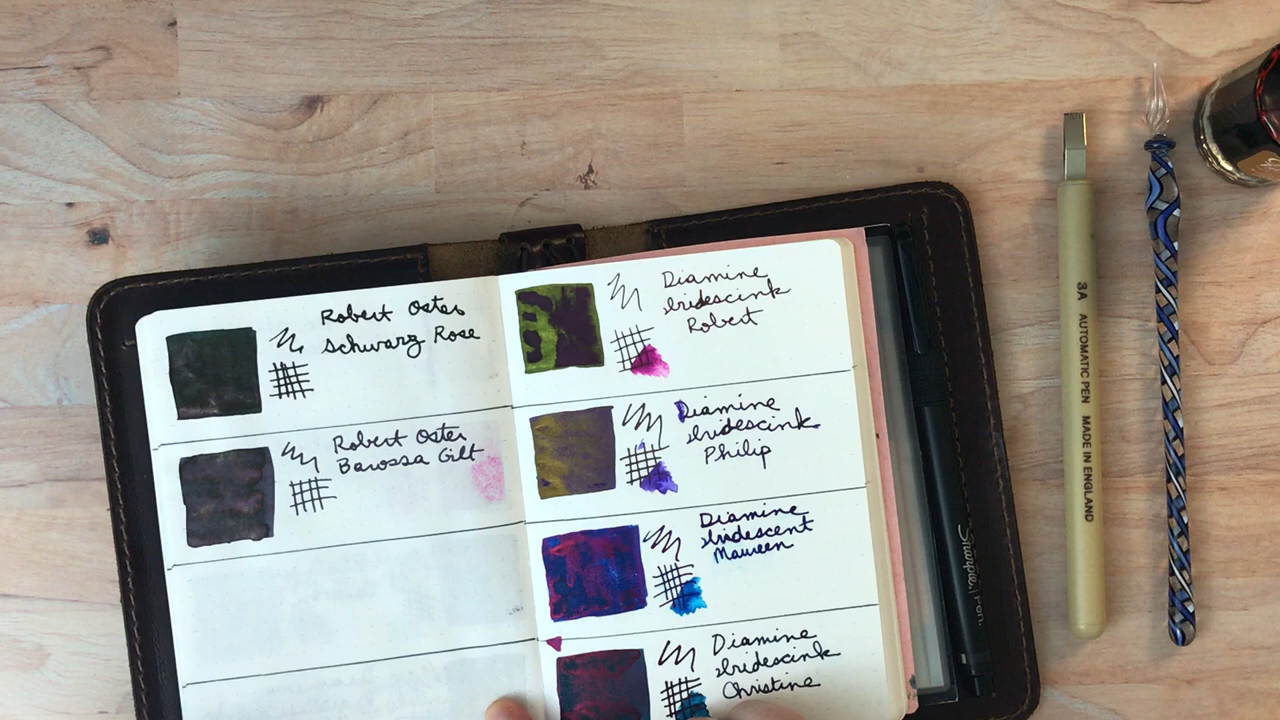 Robert Oster
Schwarz Rose
Robert Oster
Barossa Gilt
Diamine
Iridescink
Robert
Diamine
Iridescink
Philip
Diamine
Iridescent
Maureen
Diamine
Iridescink
Christine
Sharpie. Pen.
3A AUTOMATIC PEN MADE IN ENGLAND